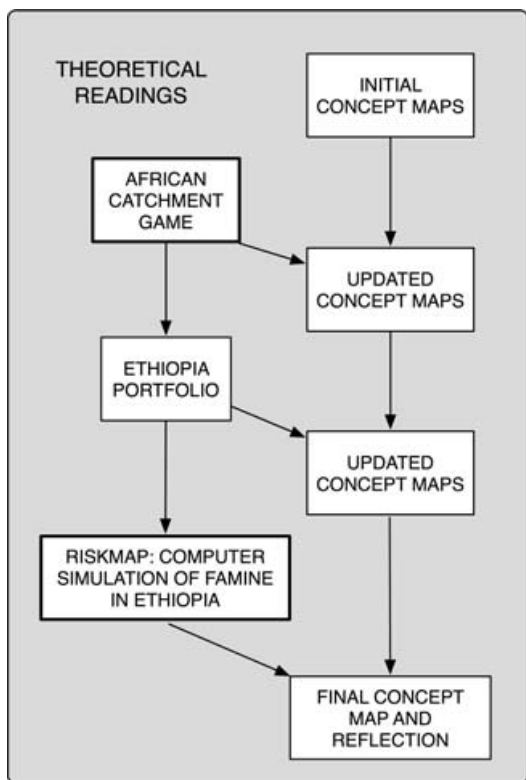 THEORETICAL
READINGS
INITIAL
CONCEPT MAPS
AFRICAN
CATCHMENT
GAME
UPDATED
CONCEPT MAPS
ETHIOPIA
PORTFOLIO
UPDATED
CONCEPT MAPS
RISKMAP: COMPUTER
SIMULATION OF FAMINE
IN ETHIOPIA
FINAL CONCEPT
MAP AND
REFLECTION